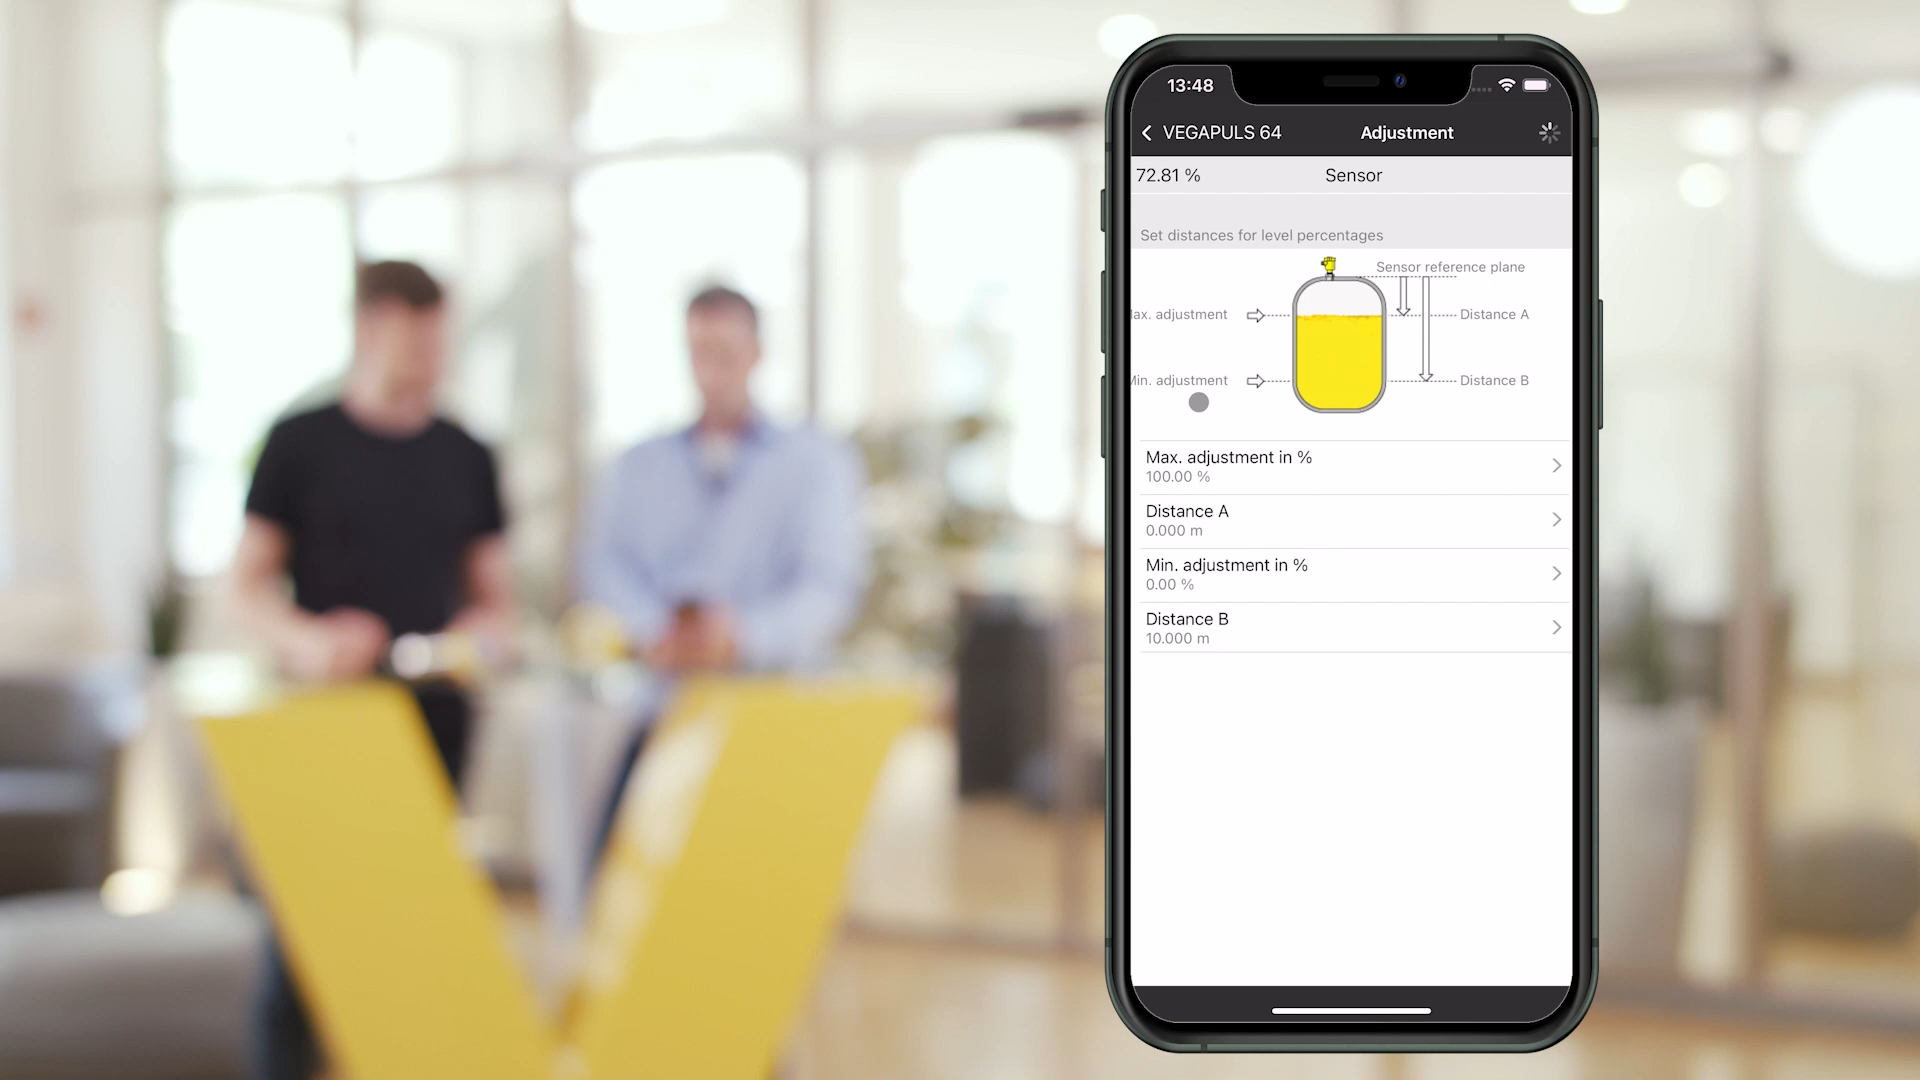 13:48
VEGAPULS 64
Adjustment
72.81 %
Sensor
Set distances for level percentages
Sensor reference plane
ax. adjustment
Distance A
Min. adjustment
Distance B
Max. adjustment in %
100.00 %
Distance A
0.000 m
Min. adjustment in %
0.00 %
Distance B
10.000 m